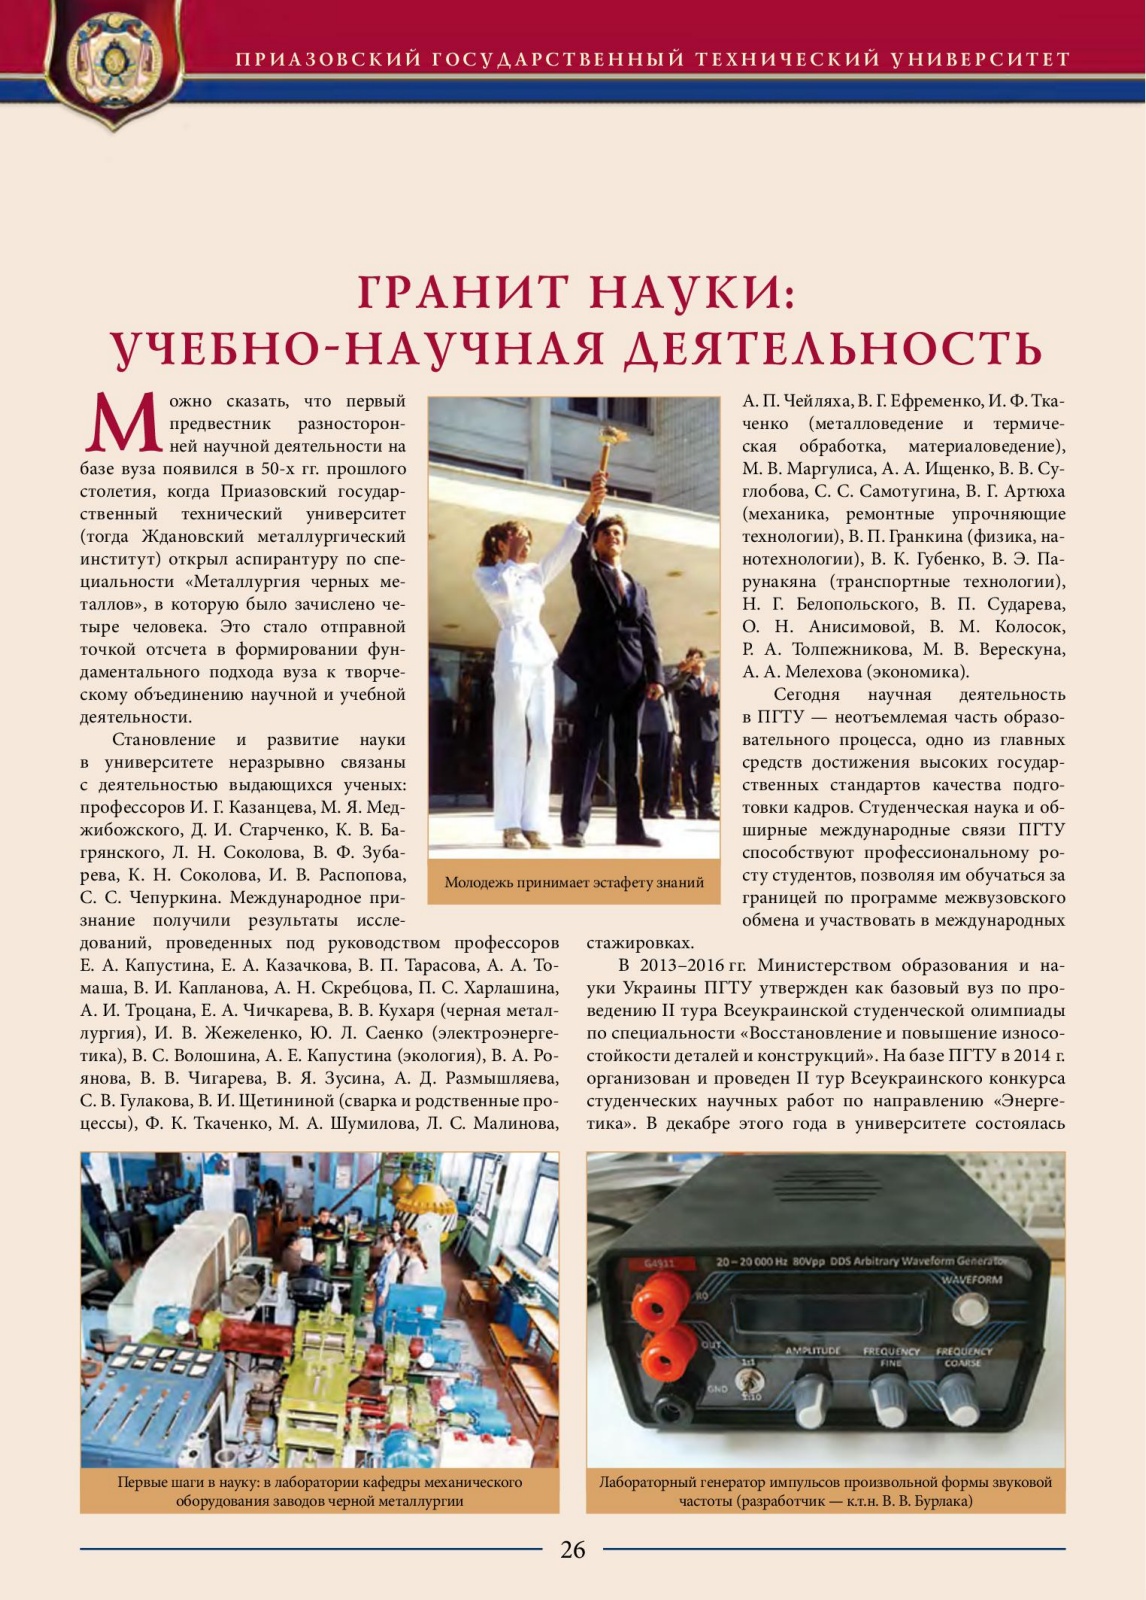 ПРИАЗОВСКИЙ ГОСУДАРСТВЕННЫЙ ТЕХНИЧЕСКИЙ УНИВЕРСИТЕТ
ГРАНИТ НАУКИ:
УЧЕБНО-НАУЧНАЯ ДЕЯТЕЛЬНОСТЬ
Можно сказать, что первый
предвестник разносторон-
ней научной деятельности на
базе вуза появился в 50-х гг. прошлого
столетия, когда Приазовский государ-
ственный технический университет
(тогда Ждановский металлургический
институт) открыл аспирантуру по спе-
циальности «Металлургия черных ме-
таллов», в которую было зачислено че-
тыре человека. Это стало отправной
точкой отсчета в формировании фун-
даментального подхода вуза к творче-
скому объединению научной и учебной
деятельности.
Становление и развитие науки
в университете неразрывно связаны
с деятельностью выдающихся ученых:
профессоров И. Г. Казанцева, М. Я. Мед-
жибожского, Д. И. Старченко, К. В. Ба-
грянского, Л. Н. Соколова, В. Ф. Зуба-
рева, К. Н. Соколова, И. В. Распопова,
С. С. Чепуркина. Международное при-
знание получили результаты иссле-
дований, проведенных под руководством профессоров
Е. А. Капустина, Е. А. Казачкова, В. П. Тарасова, А. А. То-
маша, В. И. Капланова, А. Н. Скребцова, П. С. Харлашина,
А. И. Троцана, Е. А. Чичкарева, В. В. Кухаря (черная метал-
лургия), И. В. Жежеленко, Ю. Л. Саенко (электроэнерге-
тика), В. С. Волошина, А. Е. Капустина (экология), В. А. Ро-
янова, В. В. Чигарева, В. Я. Зусина, А. Д. Размышляева,
С. В. Гулакова, В. И. Щетининой (сварка и родственные про-
цессы), Ф. К. Ткаченко, М. А. Шумилова, Л. С. Малинова,
Молодежь принимает эстафету знаний
А. П. Чейляха, В. Г. Ефременко, И. Ф. Тка-
ченко (металловедение и термиче-
ская обработка, материаловедение),
М. В. Маргулиса, А. А. Ищенко, В. В. Су-
глобова, С. С. Самотугина, В. Г. Артюха
(механика, ремонтные упрочняющие
технологии), В. П. Гранкина (физика, на-
нотехнологии), В. К. Губенко, В. Э. Па-
рунакяна (транспортные технологии),
Н. Г. Белопольского, В. П. Сударева,
О. Н. Анисимовой, В. М. Колосок,
Р. А. Толпежникова, М. В. Верескуна,
А. А. Мелехова (экономика).
Сегодня научная деятельность
в ПГТУ — неотъемлемая часть образо-
вательного процесса, одно из главных
средств достижения высоких государ-
ственных стандартов качества подго-
товки кадров. Студенческая наука и об-
ширные международные связи ПГТУ
способствуют профессиональному ро-
сту студентов, позволяя им обучаться за
границей по программе межвузовского
обмена и участвовать в международных
стажировках.
В 2013–2016 гг. Министерством образования и на-
уки Украины ПГТУ утвержден как базовый вуз по про-
ведению II тура Всеукраинской студенческой олимпиады
по специальности «Восстановление и повышение износо-
стойкости деталей и конструкций». На базе ПГТУ в 2014 г.
организован и проведен II тур Всеукраинского конкурса
студенческих научных работ по направлению «Энерге-
тика». В декабре этого года в университете состоялась
Первые шаги в науку: в лаборатории кафедры механического
оборудования заводов черной металлургии
G4911
20–20 000 Hz 80Vpp DDS Arbitrary Waveform Generator
WAVEFORM
OUT
AMPLITUDE
FREQUENCY
FINE
FREQUENCY
COARSE
1:1
GND
1:10
Лабораторный генератор импульсов произвольной формы звуковой
частоты (разработчик — к.т.н. В. В. Бурлака)
26